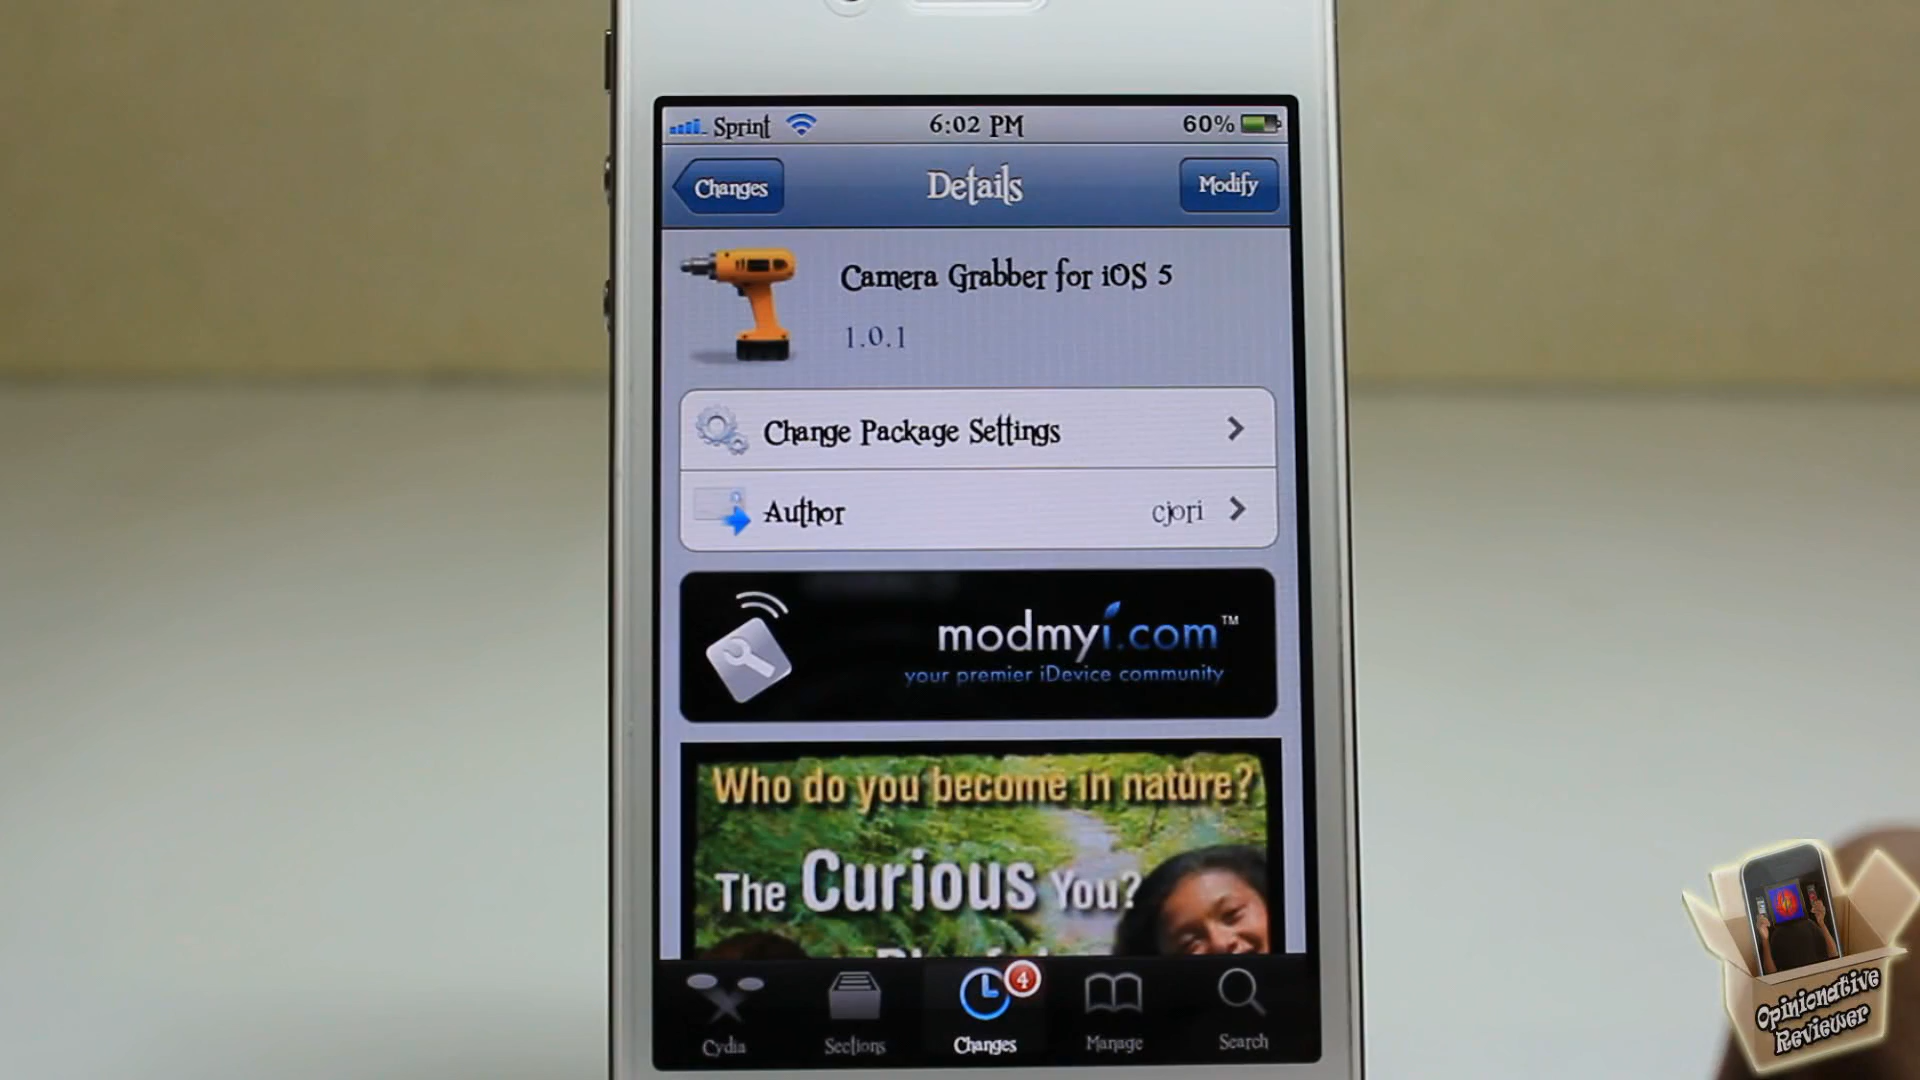 Sprint 6:02 PM 60%
Changes Details Modify
Camera Grabber for iOS 5
1.0.1
Change Package Settings
Author cjori
modmyi.com™
your premier iDevice community
Who do you become in nature?
The Curious You?
4
Cydia Sections Changes Manage Search
Opinionative
Reviewer